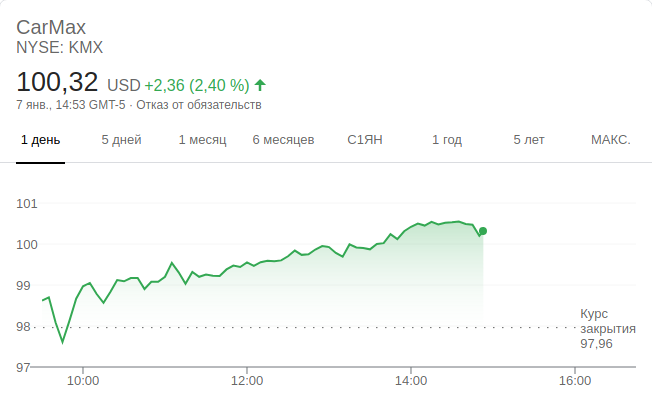 CarMax
NYSE: KMX
100,32 USD +2,36 (2,40 %)
7 янв., 14:53 GMT-5 · Отказ от обязательств
1 день 5 дней 1 месяц 6 месяцев С1ЯН 1 год 5 лет МАКС.
101
100
99
98
97
Курс
закрытия
97,96
10:00 12:00 14:00 16:00